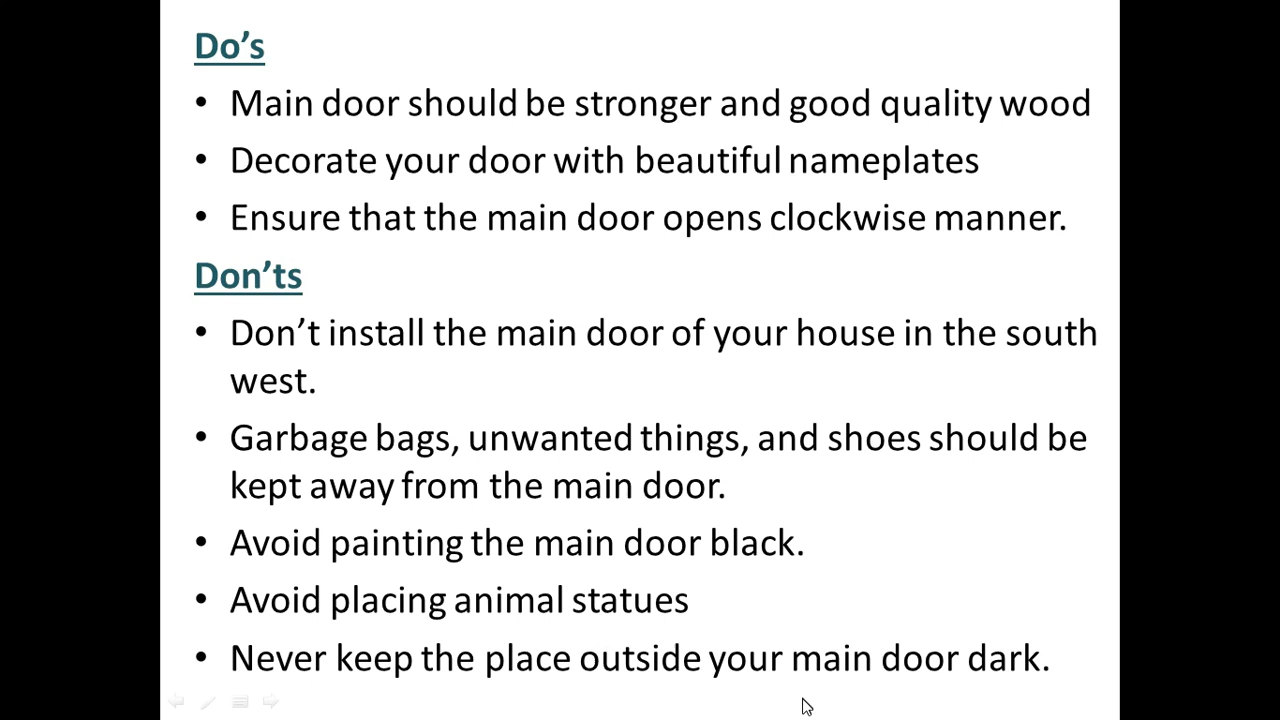 Do’s
• Main door should be stronger and good quality wood
• Decorate your door with beautiful nameplates
• Ensure that the main door opens clockwise manner.
Don’ts
• Don’t install the main door of your house in the south
west.
• Garbage bags, unwanted things, and shoes should be
kept away from the main door.
• Avoid painting the main door black.
• Avoid placing animal statues
• Never keep the place outside your main door dark.